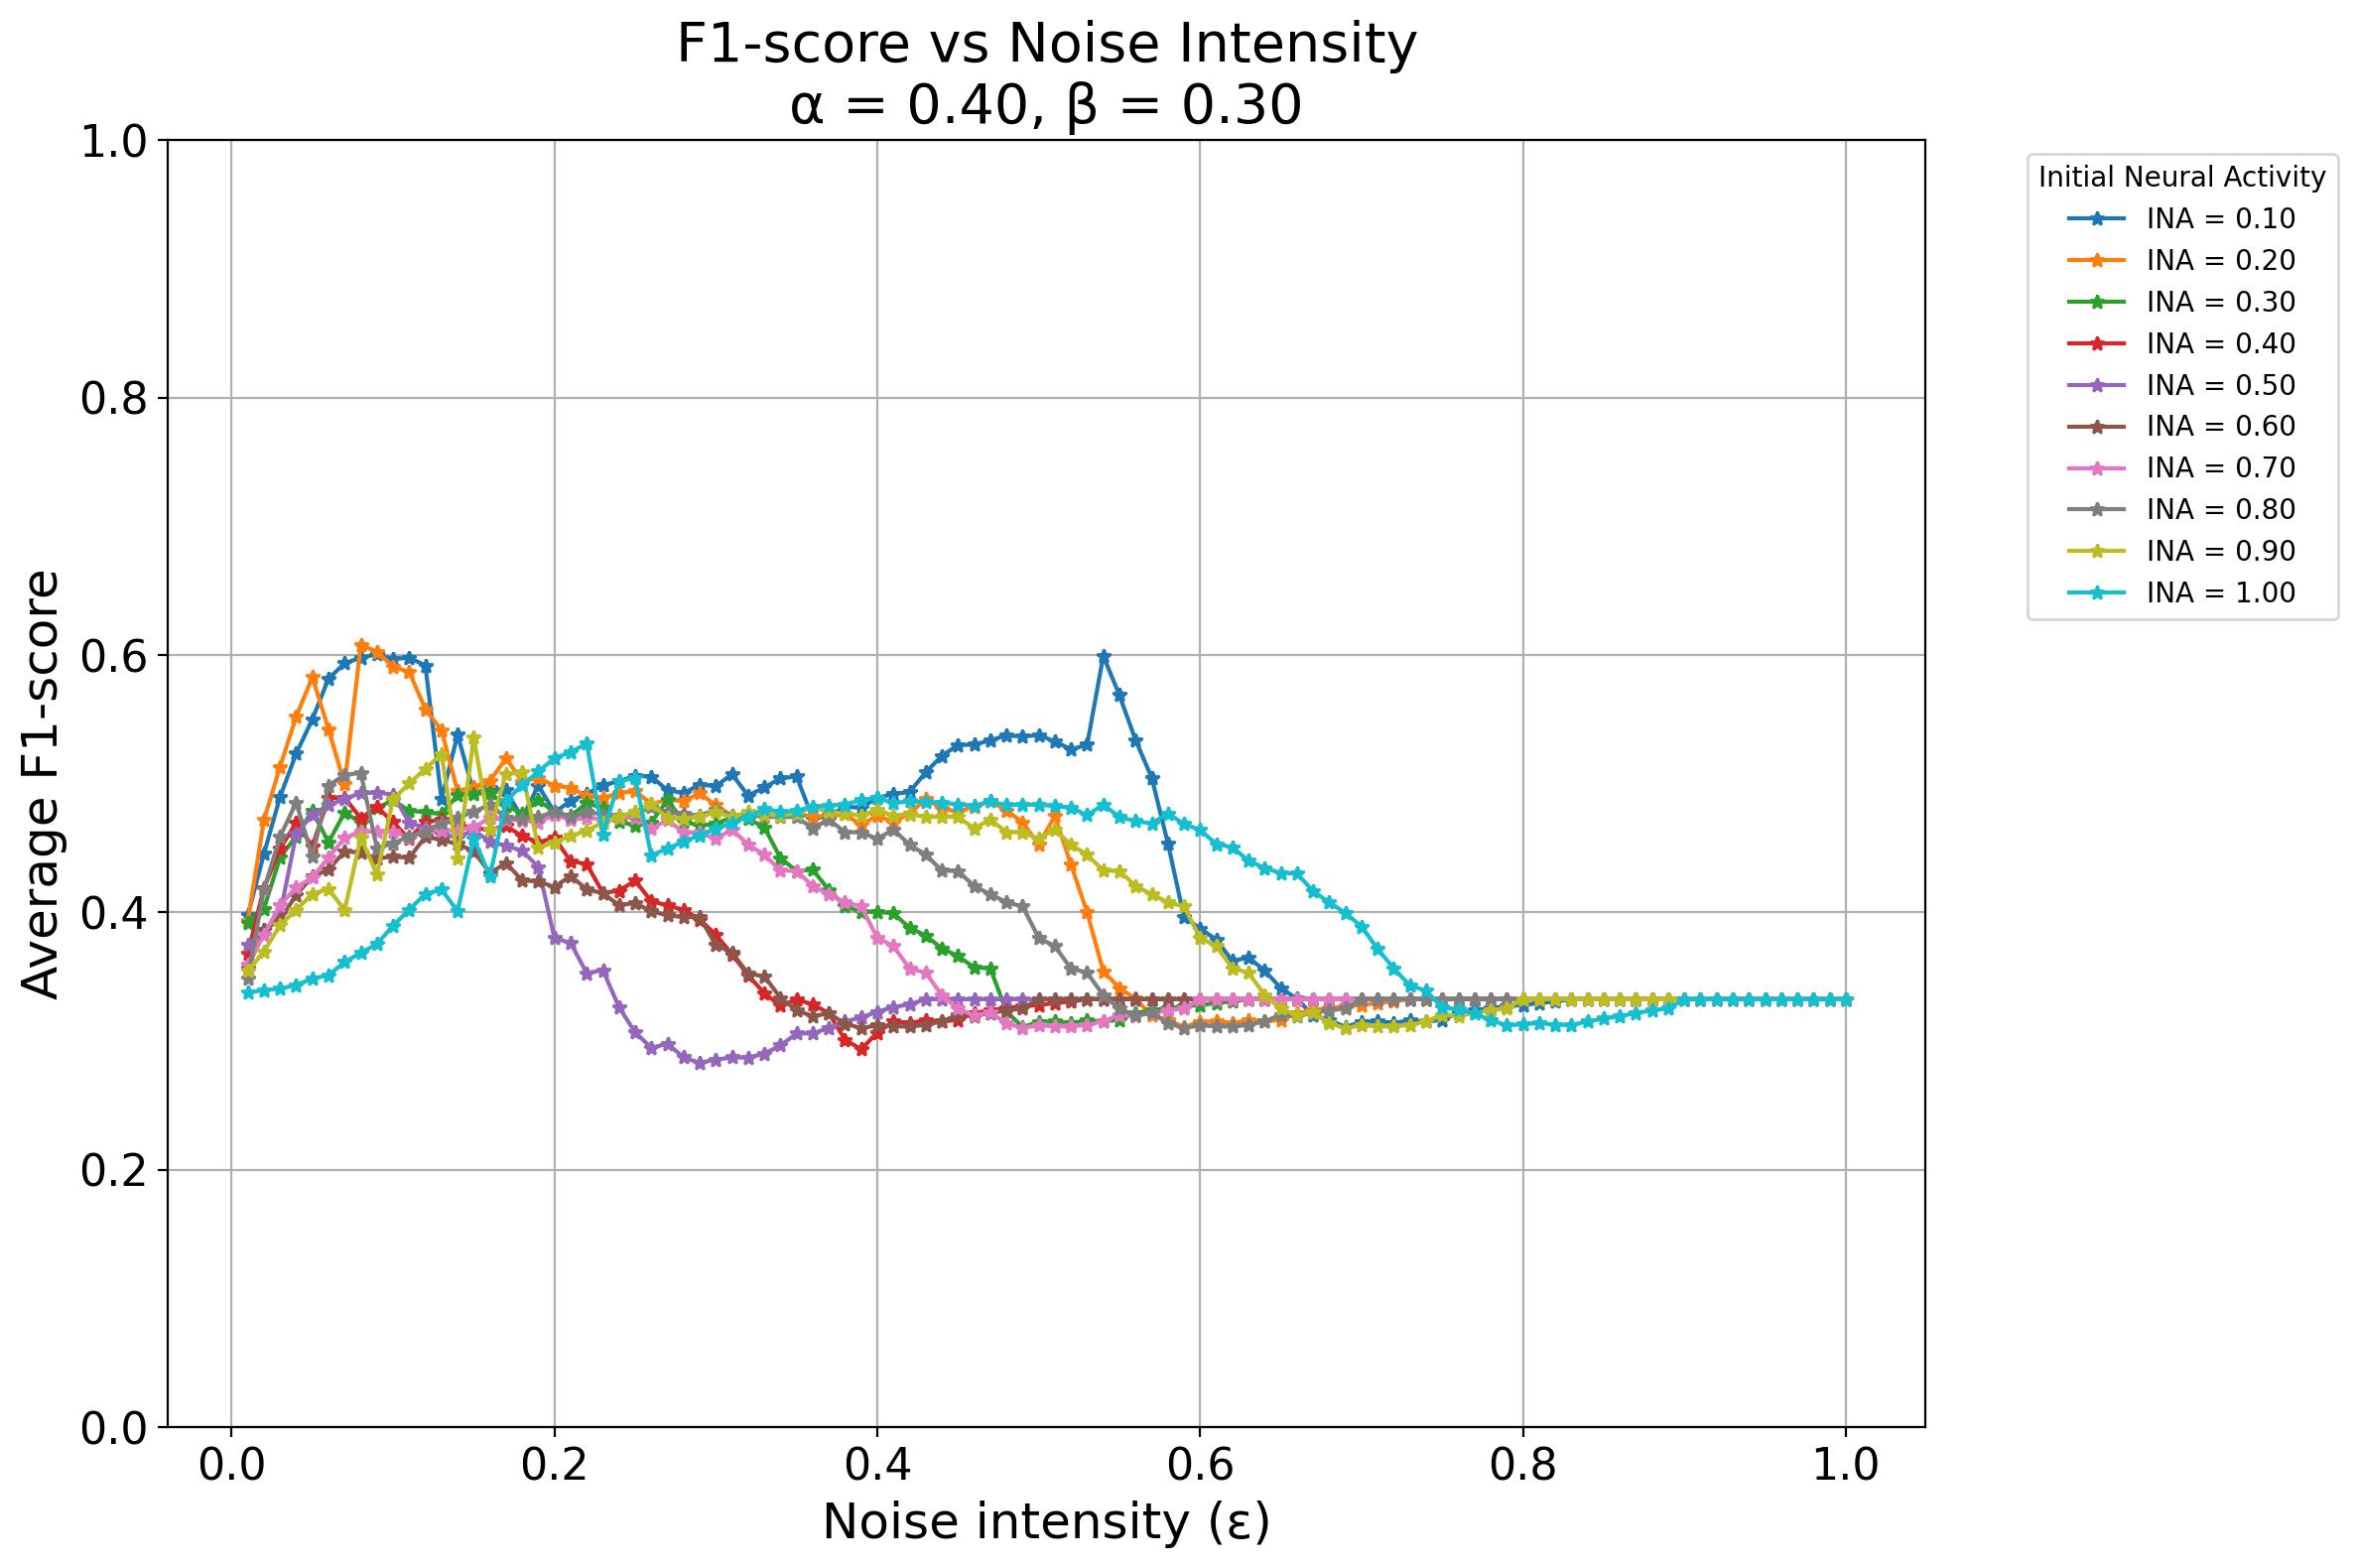 F1-score vs Noise Intensity
α = 0.40, β = 0.30
Average F1-score
1.0
0.8
0.6
0.4
0.2
0.0
0.0 0.2 0.4 0.6 0.8 1.0
Noise intensity (ε)
Initial Neural Activity
INA = 0.10
INA = 0.20
INA = 0.30
INA = 0.40
INA = 0.50
INA = 0.60
INA = 0.70
INA = 0.80
INA = 0.90
INA = 1.00